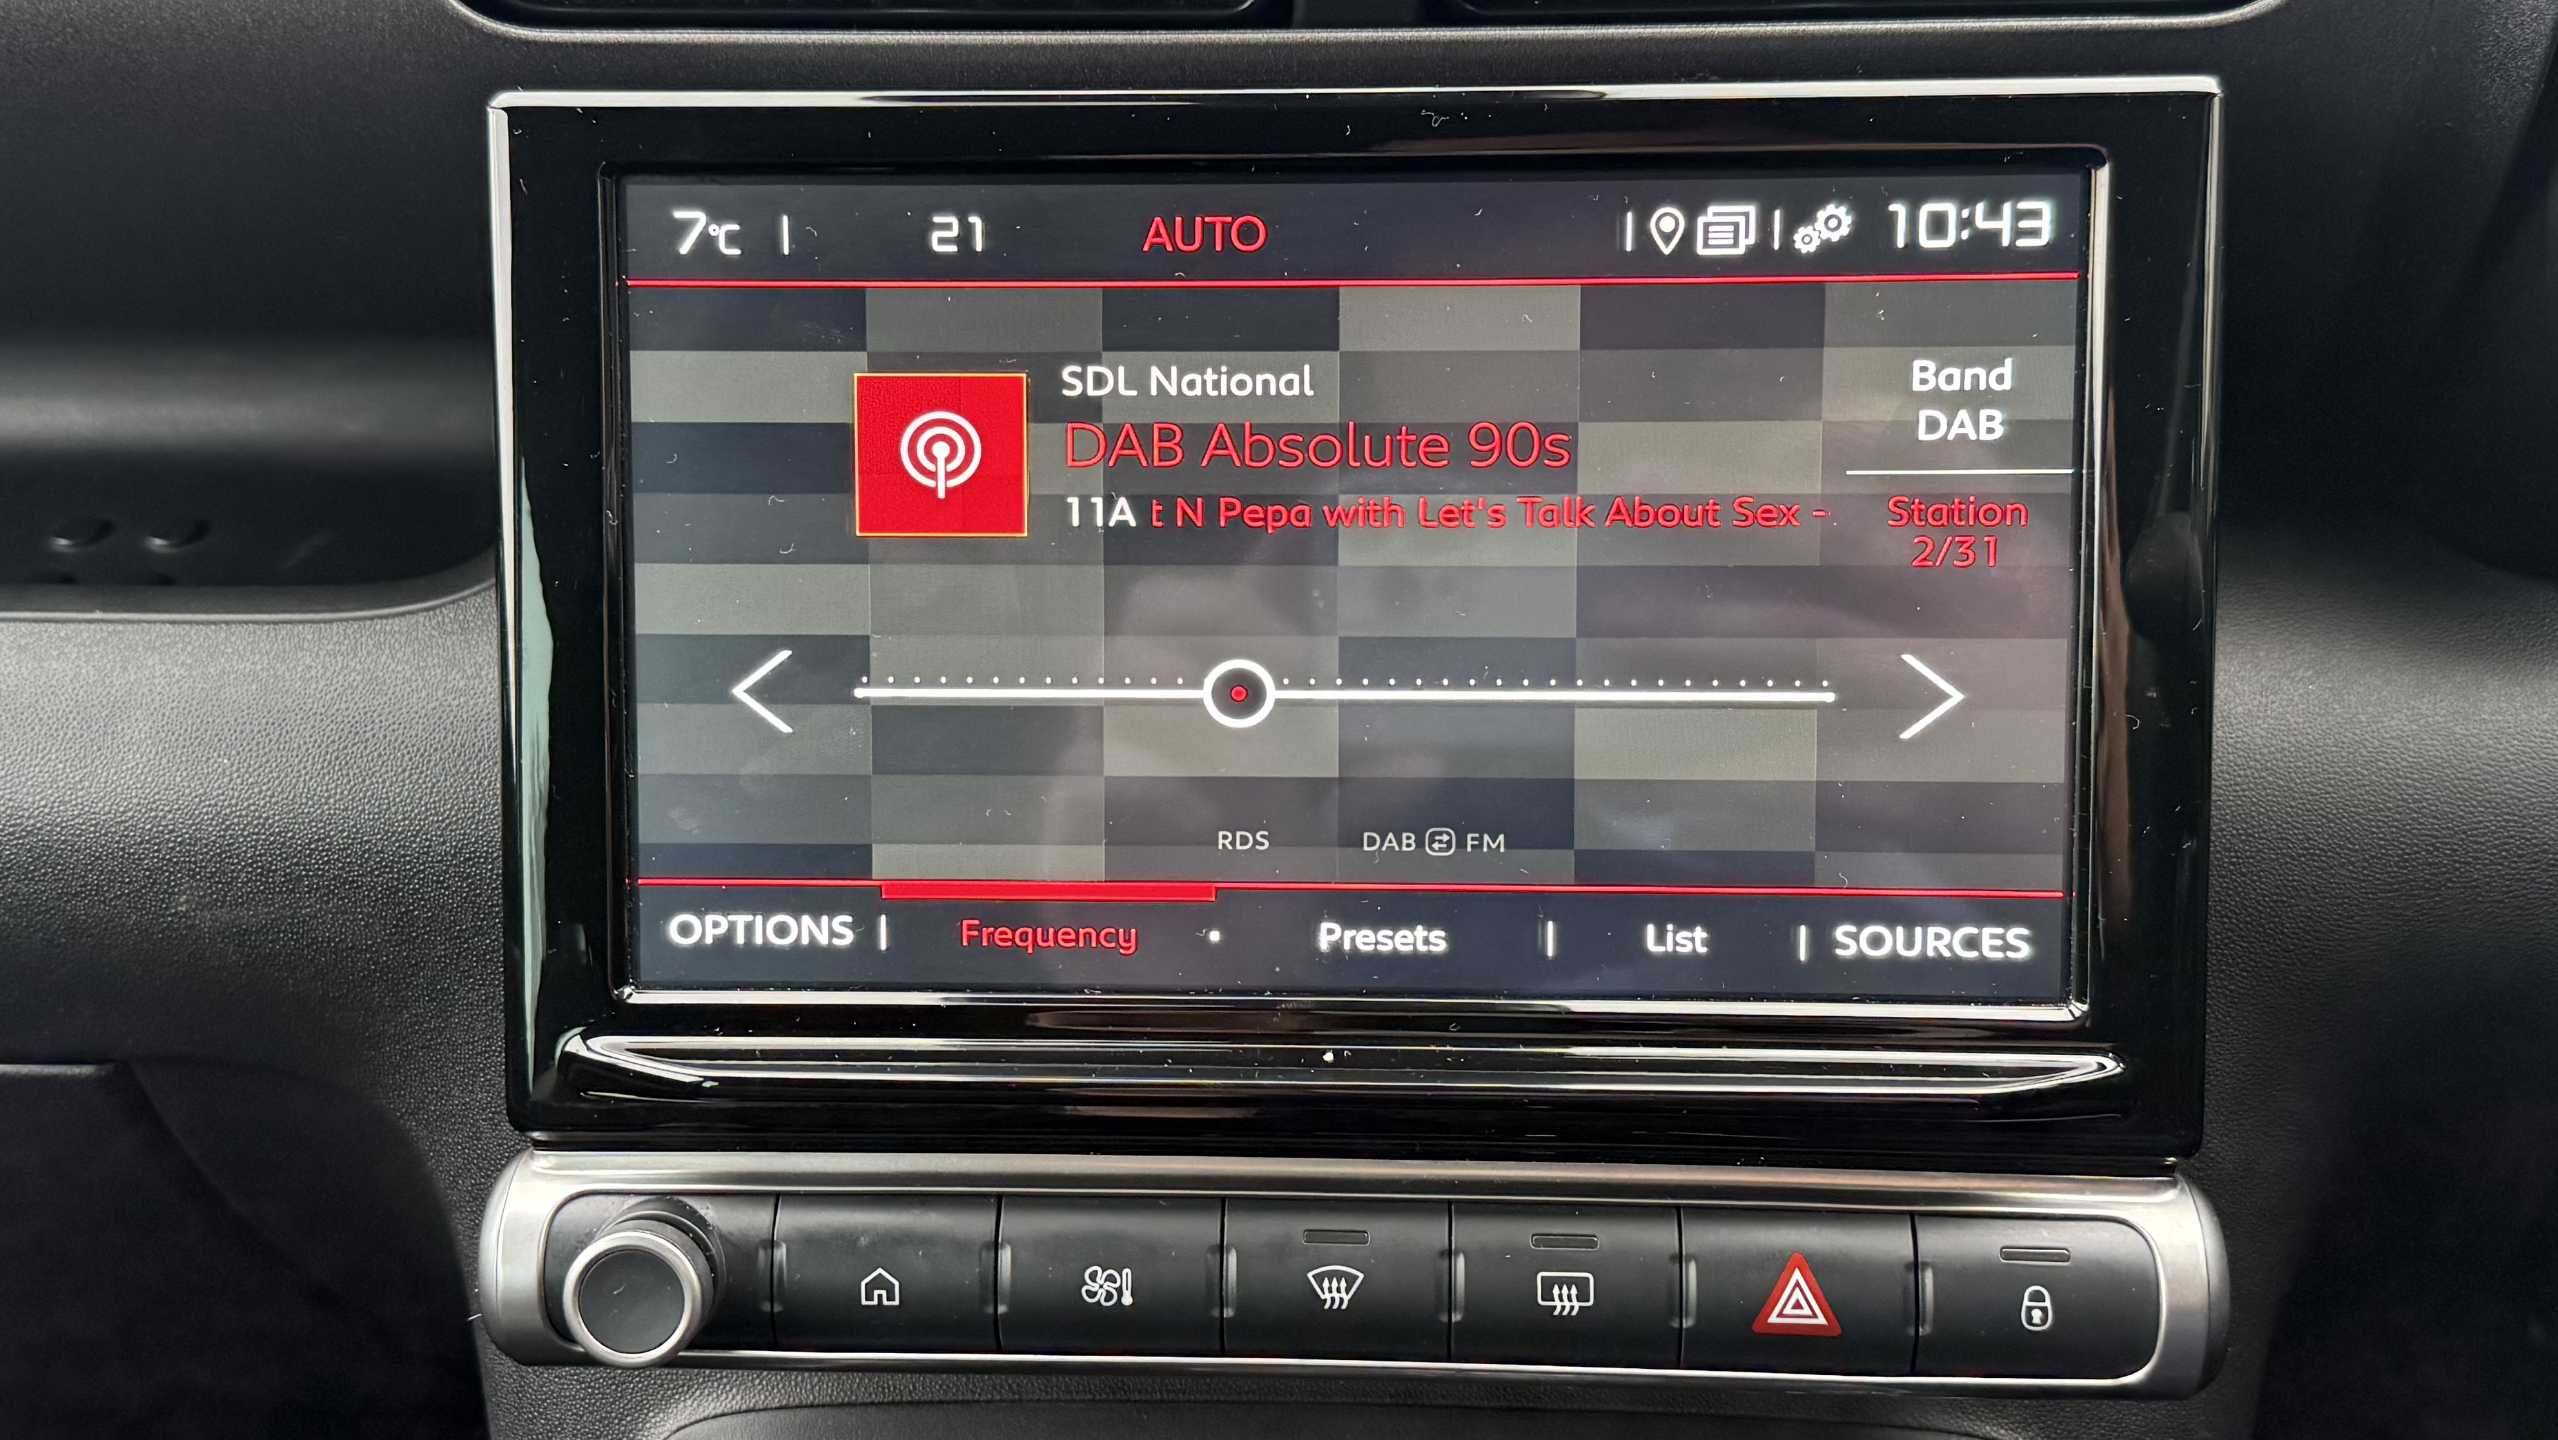 7°C 21 AUTO 10:43
SDL National
DAB Absolute 90s
11A t N Pepa with Let's Talk About Sex -
Band
DAB
Station
2/31
RDS DAB FM
OPTIONS Frequency Presets List SOURCES